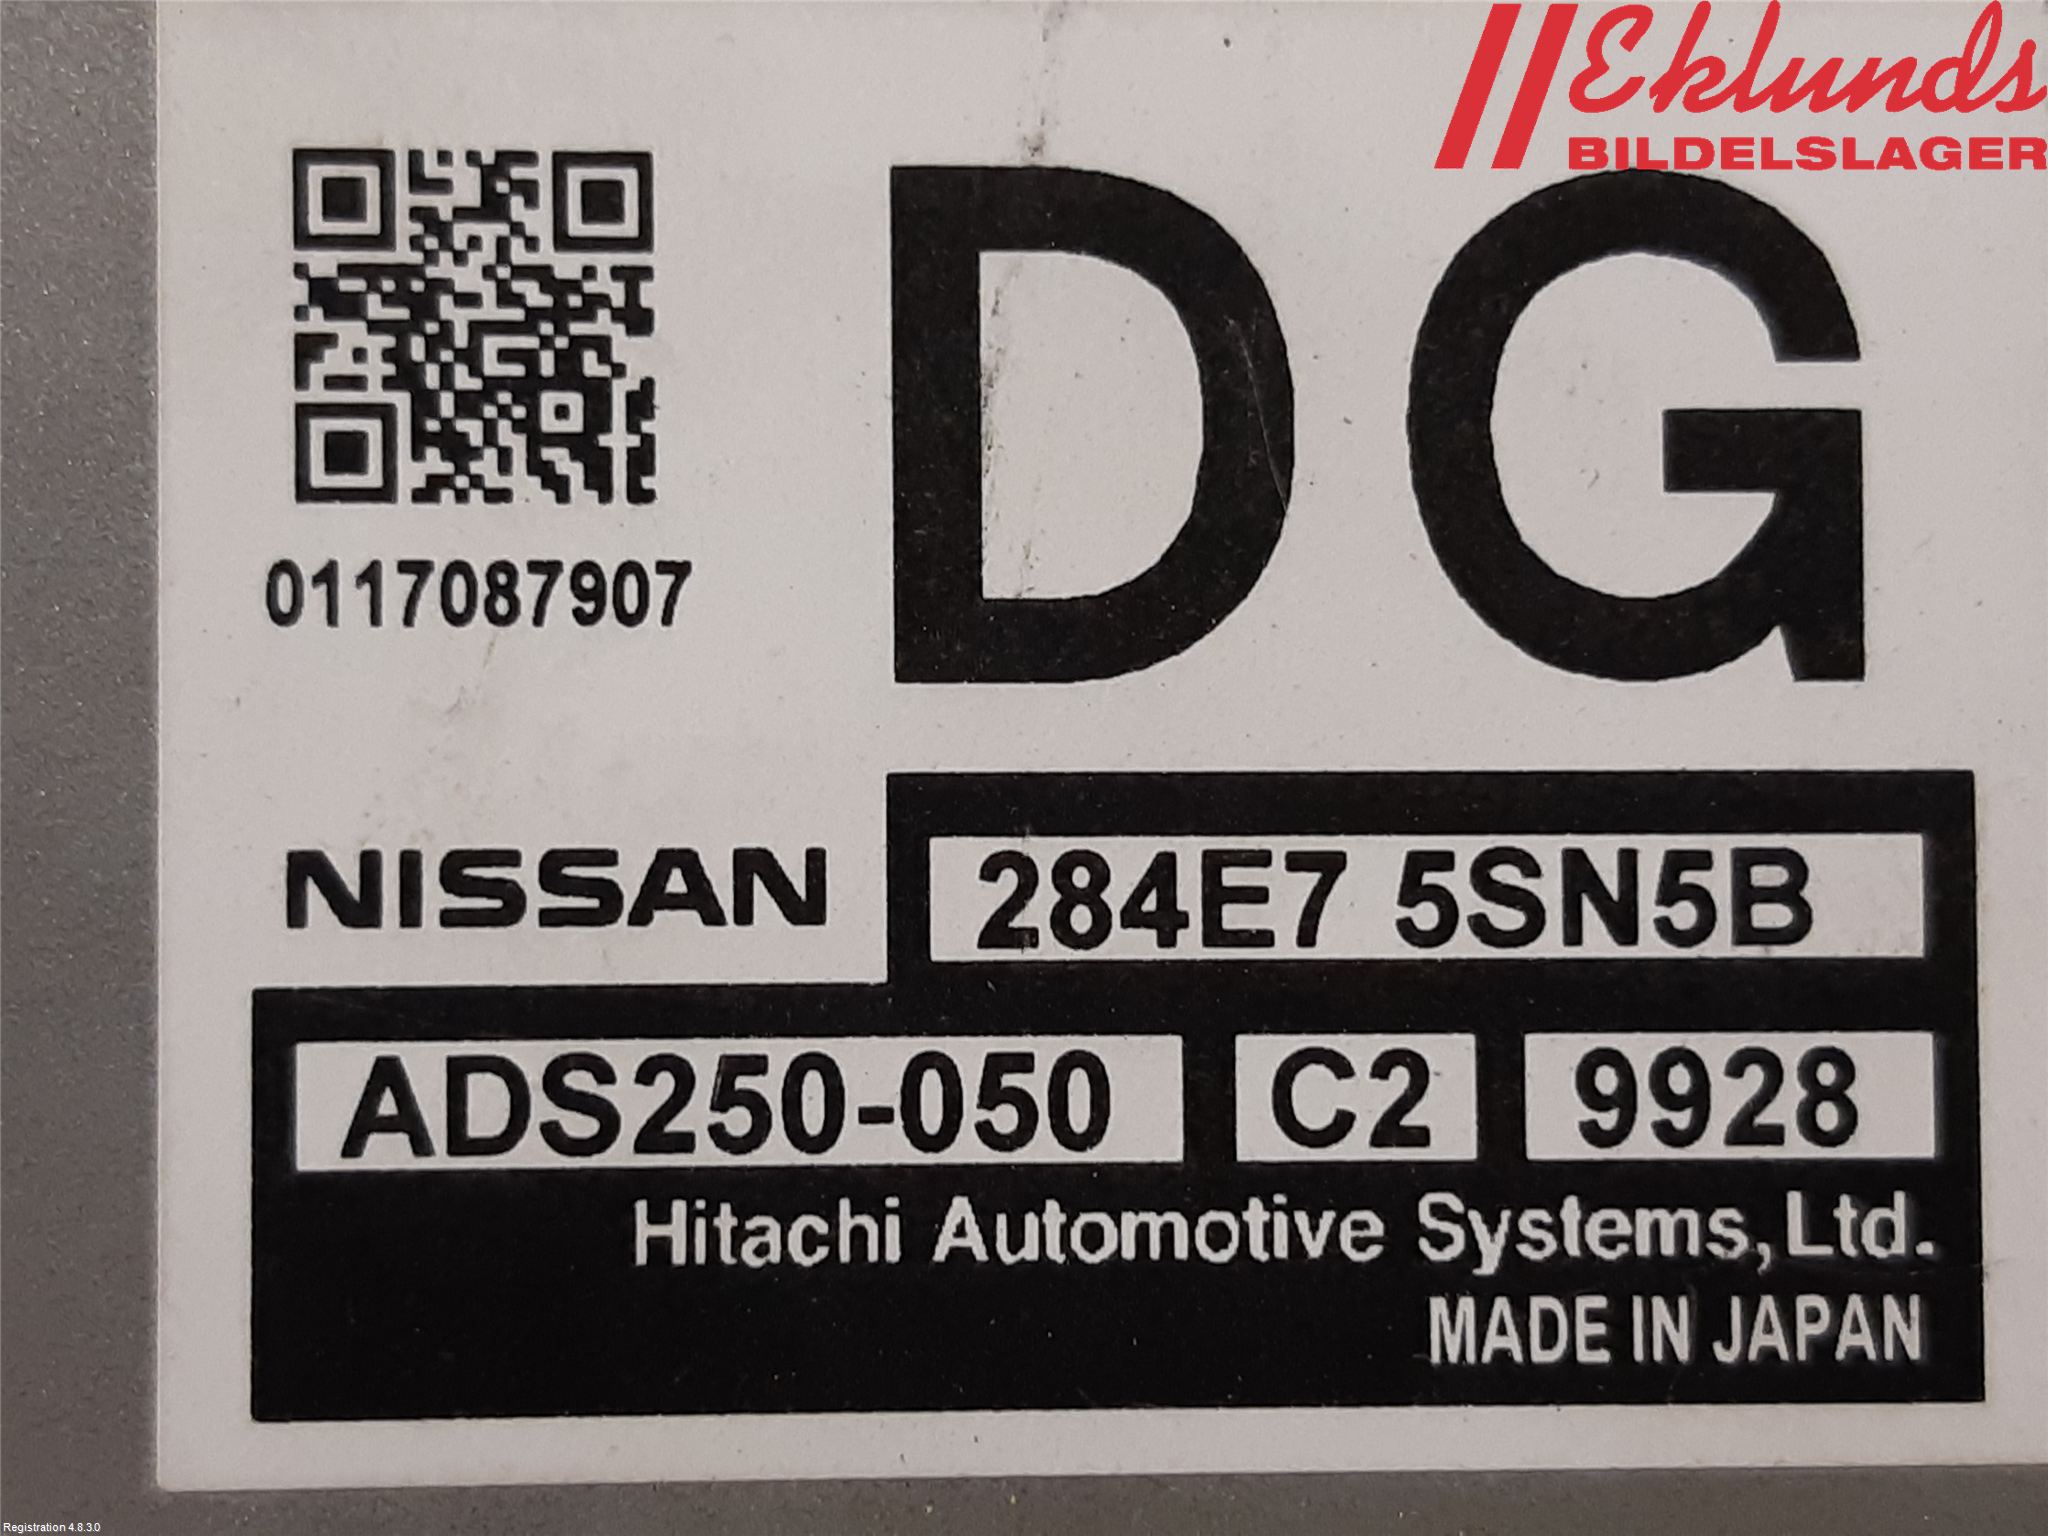 Eklunds
BILDELSLAGER
DG
0117087907
NISSAN
284E7 5SN5B
ADS250-050 C2 9928
Hitachi Automotive Systems,Ltd.
MADE IN JAPAN
Registration 4.8.3.0